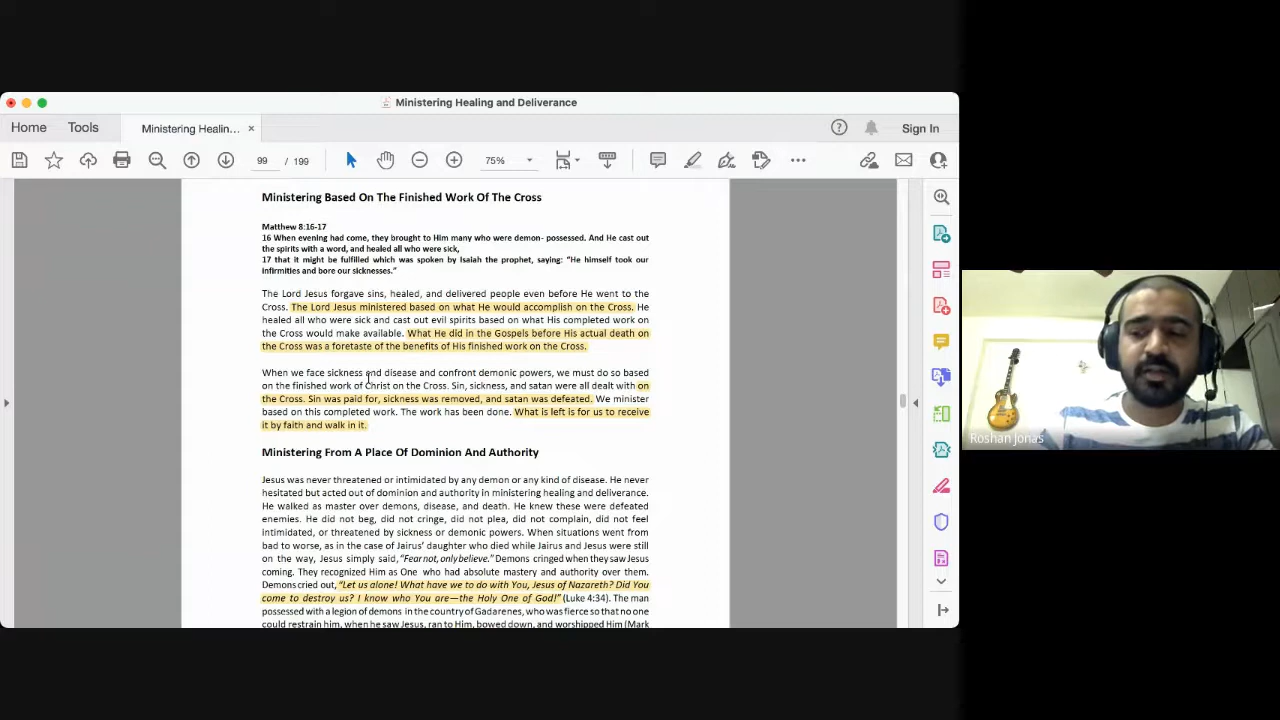 Ministering Healing and Deliverance
Home
Tools
Ministering Healin... ×
Sign In
99 / 199
75%
Ministering Based On The Finished Work Of The Cross
Matthew 8:16-17
16 When evening had come, they brought to Him many who were demon- possessed. And He cast out
the spirits with a word, and healed all who were sick,
17 that it might be fulfilled which was spoken by Isaiah the prophet, saying: “He himself took our
infirmities and bore our sicknesses.”
The Lord Jesus forgave sins, healed, and delivered people even before He went to the
Cross. The Lord Jesus ministered based on what He would accomplish on the Cross. He
healed all who were sick and cast out evil spirits based on what His completed work on
the Cross would make available. What He did in the Gospels before His actual death on
the Cross was a foretaste of the benefits of His finished work on the Cross.
When we face sickness and disease and confront demonic powers, we must do so based
on the finished work of Christ on the Cross. Sin, sickness, and satan were all dealt with on
the Cross. Sin was paid for, sickness was removed, and satan was defeated. We minister
based on this completed work. The work has been done. What is left is for us to receive
it by faith and walk in it.
Ministering From A Place Of Dominion And Authority
Jesus was never threatened or intimidated by any demon or any kind of disease. He never
hesitated but acted out of dominion and authority in ministering healing and deliverance.
He walked as master over demons, disease, and death. He knew these were defeated
enemies. He did not beg, did not cringe, did not plea, did not complain, did not feel
intimidated, or threatened by sickness or demonic powers. When situations went from
bad to worse, as in the case of Jairus’ daughter who died while Jairus and Jesus were still
on the way, Jesus simply said, “Fear not, only believe.” Demons cringed when they saw Jesus
coming. They recognized Him as One who had absolute mastery and authority over them.
Demons cried out, “Let us alone! What have we to do with You, Jesus of Nazareth? Did You
come to destroy us? I know who You are—the Holy One of God!” (Luke 4:34). The man
possessed with a legion of demons in the country of Gadarenes, who was fierce so that no one
could restrain him, when he saw Jesus, ran to Him, bowed down, and worshipped Him (Mark
Roshan Jonas